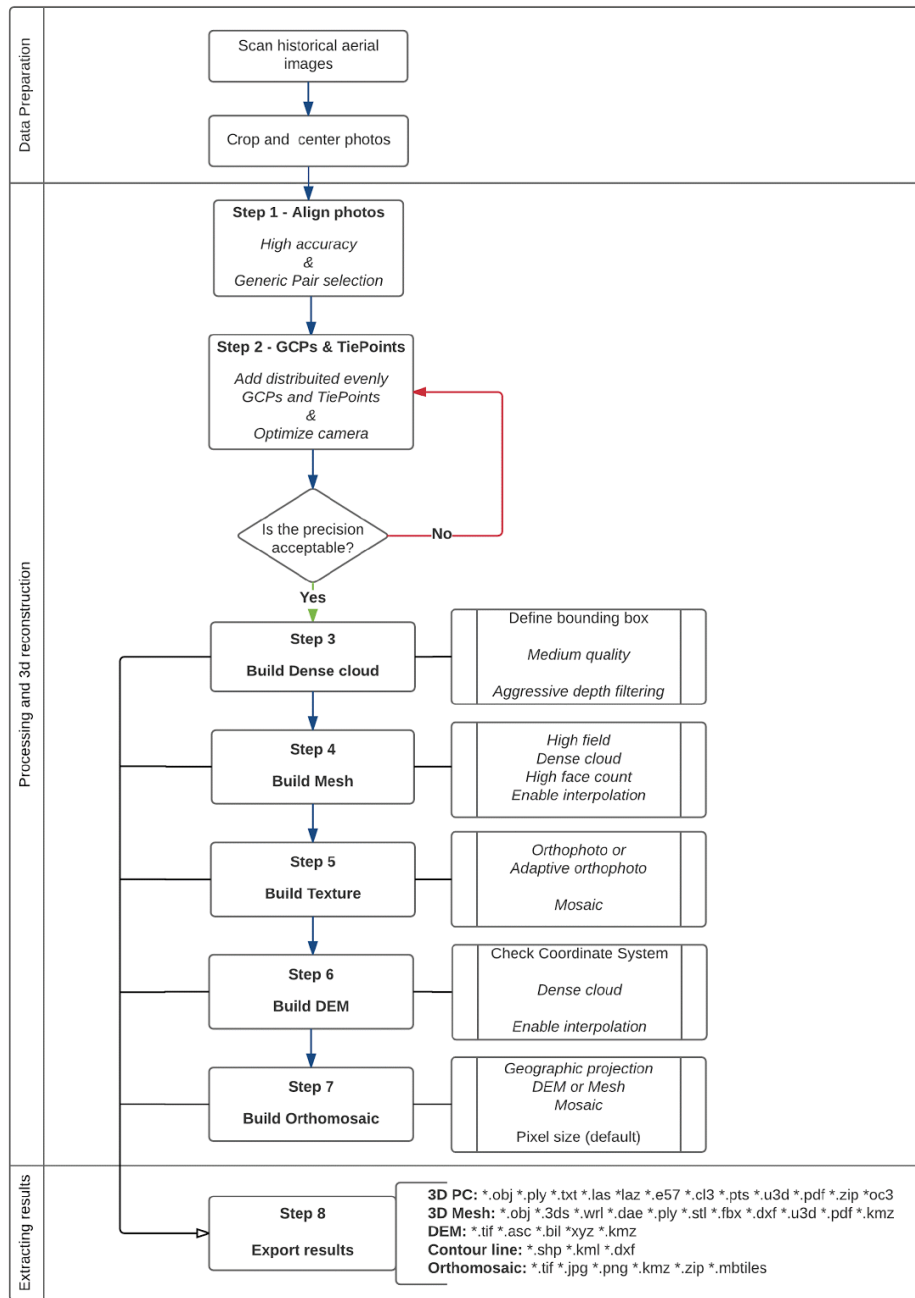 Data Preparation
Scan historical aerial
images
Crop and center photos
Processing and 3d reconstruction
Step 1 - Align photos
High accuracy
&
Generic Pair selection
Step 2 - GCPs & TiePoints
Add distribuited evenly
GCPs and TiePoints
&
Optimize camera
Is the precision
acceptable?
No
Yes
Step 3
Build Dense cloud
Define bounding box
Medium quality
Aggressive depth filtering
Step 4
Build Mesh
High field
Dense cloud
High face count
Enable interpolation
Step 5
Build Texture
Orthophoto or
Adaptive orthophoto
Mosaic
Step 6
Build DEM
Check Coordinate System
Dense cloud
Enable interpolation
Step 7
Build Orthomosaic
Geographic projection
DEM or Mesh
Mosaic
Pixel size (default)
Extracting results
Step 8
Export results
3D PC: *.obj *.ply *.txt *.las *laz *.e57 *.cl3 *.pts *.u3d *.pdf *.zip *oc3
3D Mesh: *.obj *.3ds *.wrl *.dae *.ply *.stl *.fbx *.dxf *.u3d *.pdf *.kmz
DEM: *.tif *.asc *.bil *xyz *.kmz
Contour line: *.shp *.kml *.dxf
Orthomosaic: *.tif *.jpg *.png *.kmz *.zip *.mbtiles